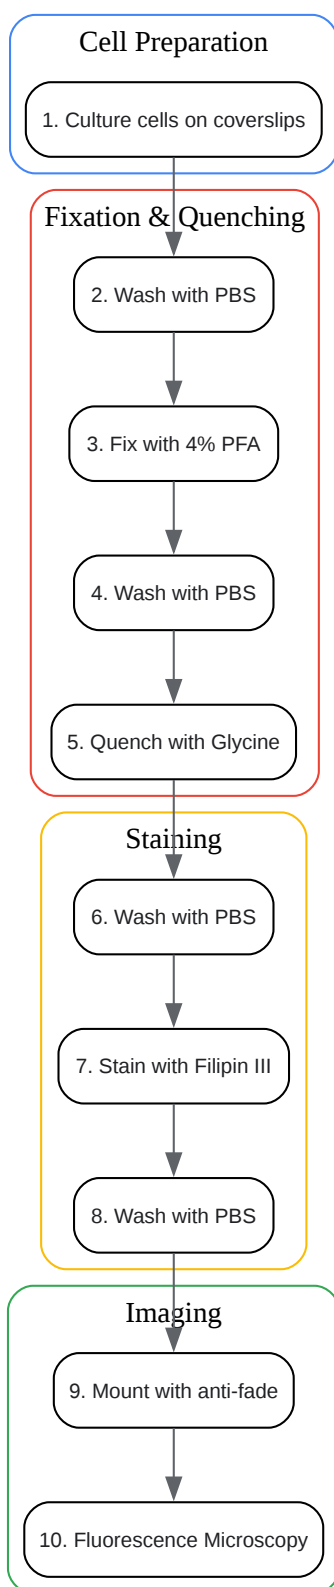 Cell Preparation
1. Culture cells on coverslips
Fixation & Quenching
2. Wash with PBS
3. Fix with 4% PFA
4. Wash with PBS
5. Quench with Glycine
Staining
6. Wash with PBS
7. Stain with Filipin III
8. Wash with PBS
Imaging
9. Mount with anti-fade
10. Fluorescence Microscopy